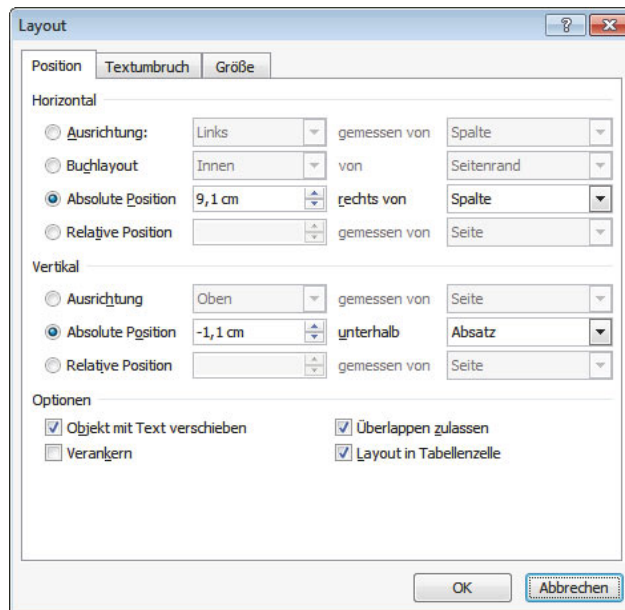 Layout
Position Textumbruch Größe
Horizontal
Ausrichtung: Links gemessen von Spalte
Buchlayout Innen von Seitenrand
Absolute Position 9,1 cm rechts von Spalte
Relative Position gemessen von Seite
Vertikal
Ausrichtung Oben gemessen von Seite
Absolute Position -1,1 cm unterhalb Absatz
Relative Position gemessen von Seite
Optionen
Objekt mit Text verschieben Überlappen zulassen
Verankern Layout in Tabellenzelle
OK Abbrechen